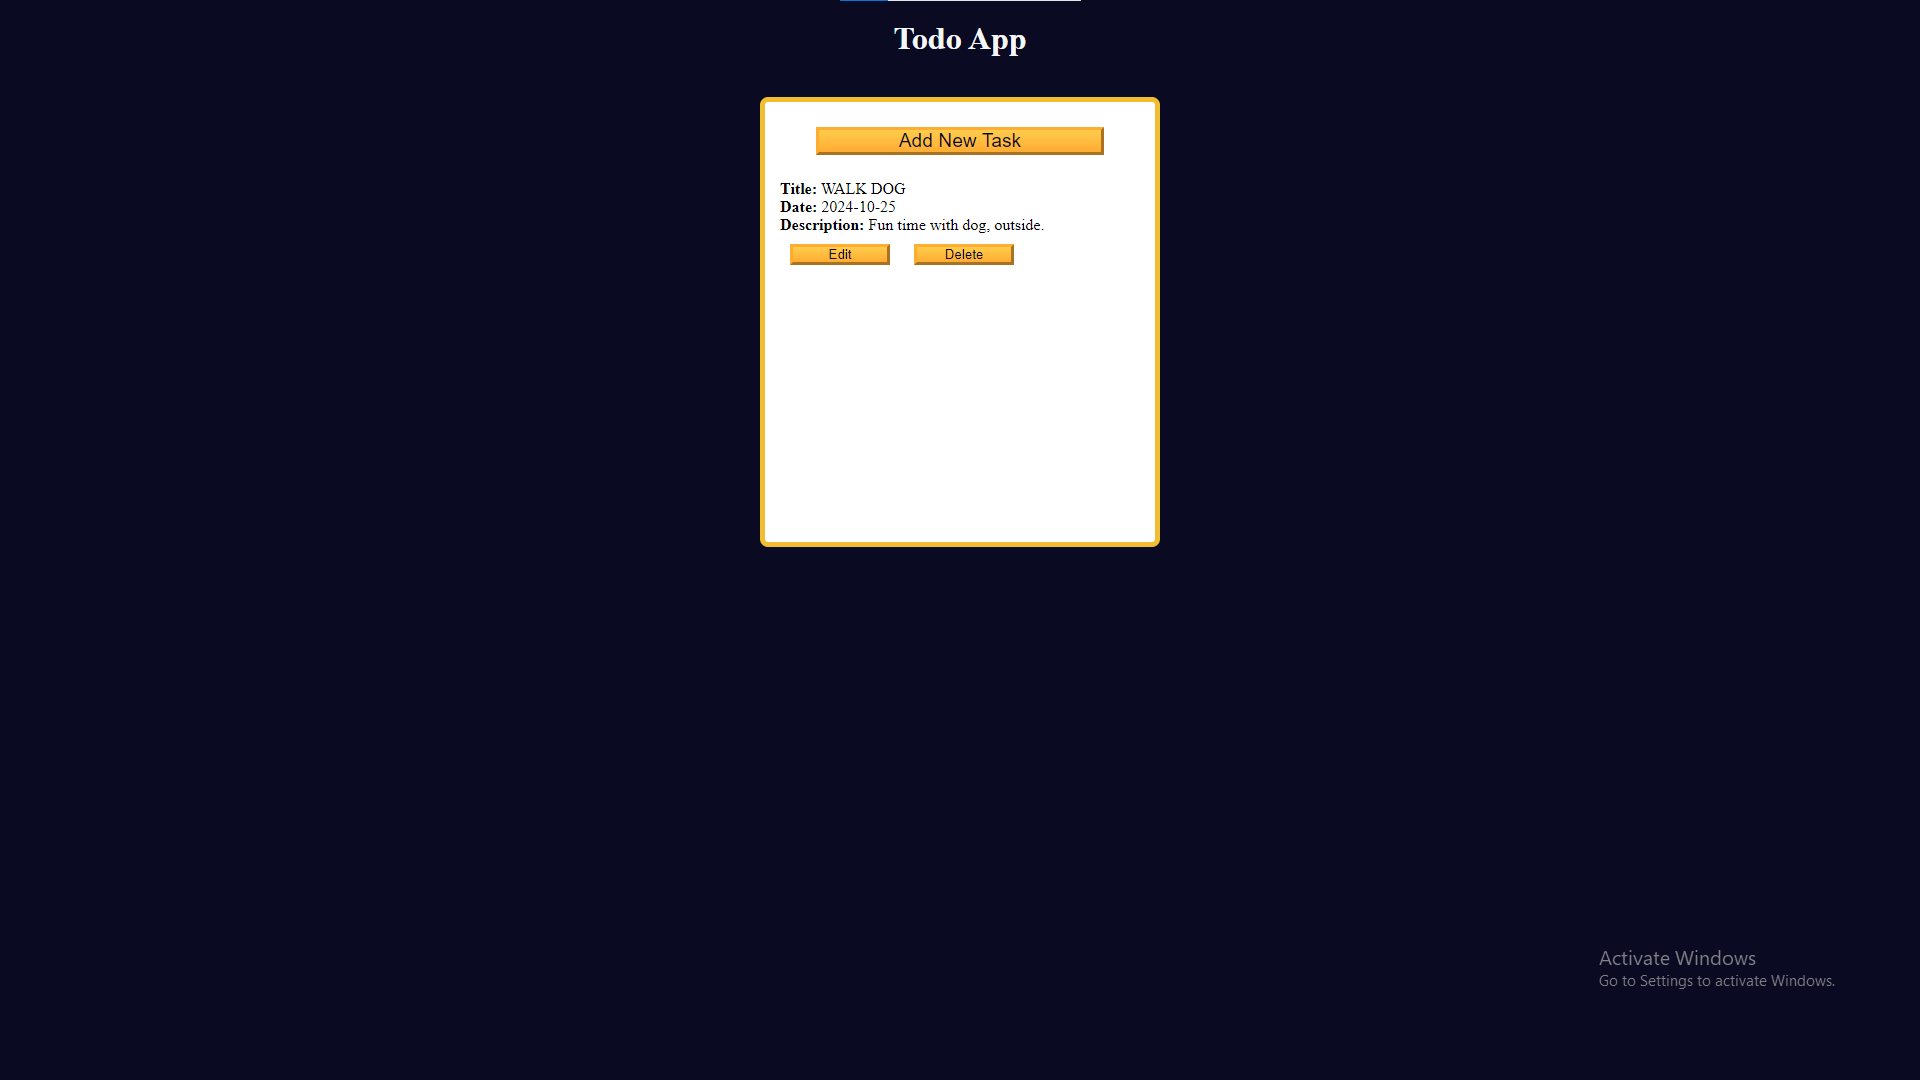 Todo App
Add New Task
Title: WALK DOG
Date: 2024-10-25
Description: Fun time with dog, outside.
Edit Delete
Activate Windows
Go to Settings to activate Windows.